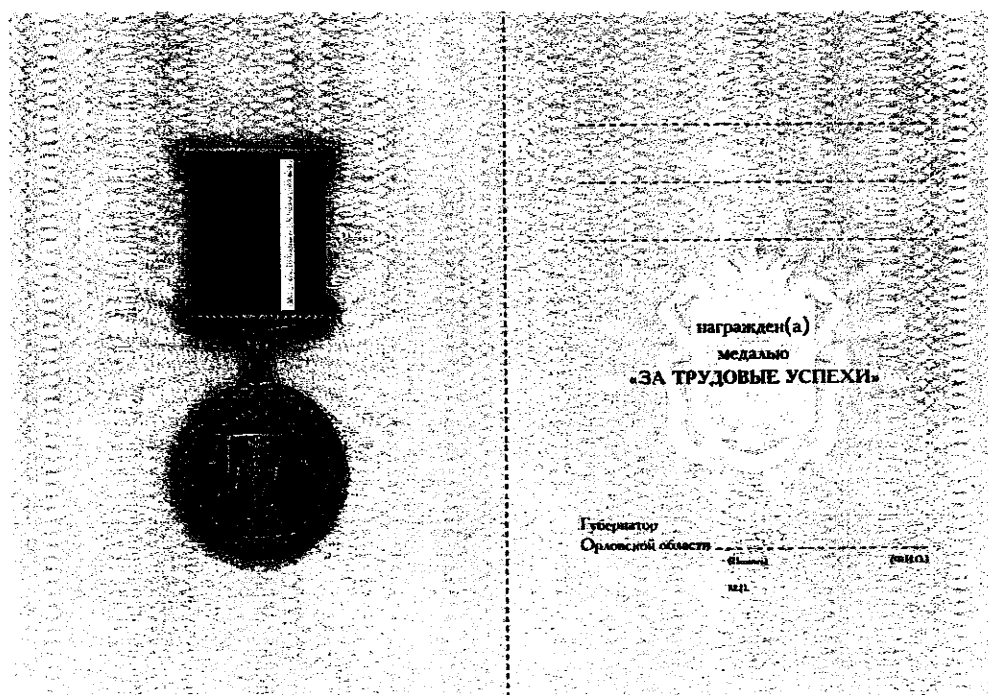 награжден(а)
медалью
«ЗА ТРУДОВЫЕ УСПЕХИ»
Губернатор
Орловской области
(Ф.И.О.)
м.п.